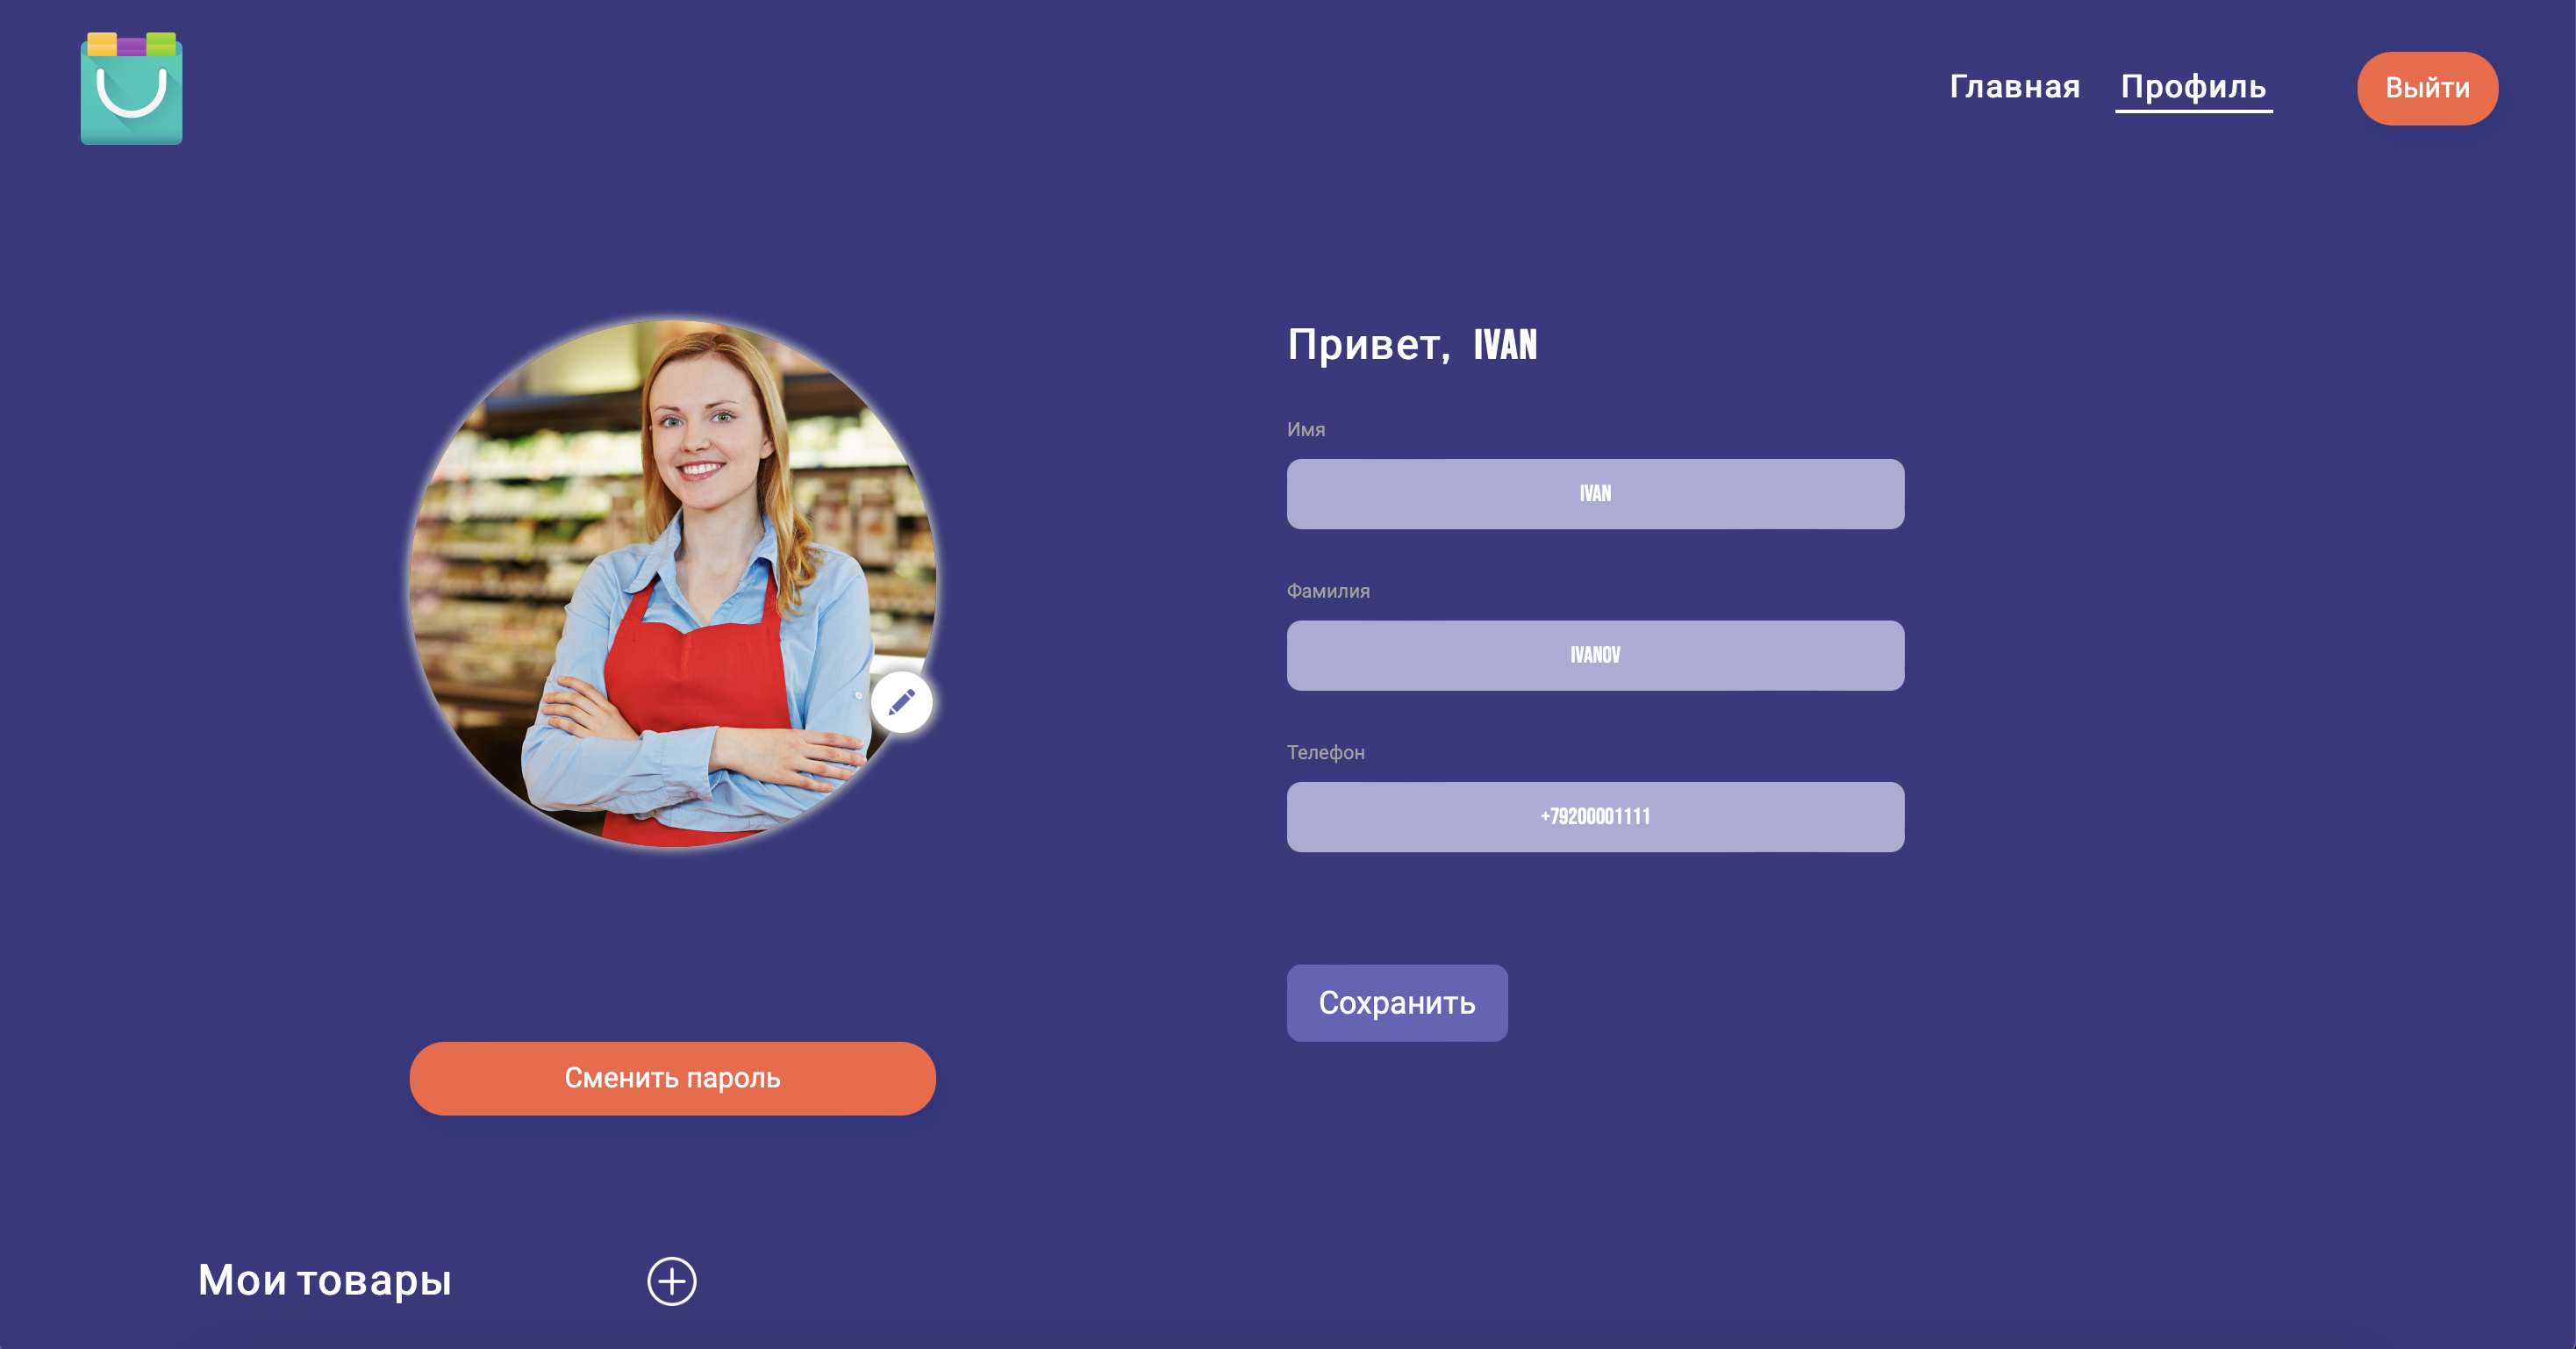 Главная Профиль Выйти
Привет, IVAN
Имя
IVAN
Фамилия
IVANOV
Телефон
+79200001111
Сохранить
Сменить пароль
Мои товары